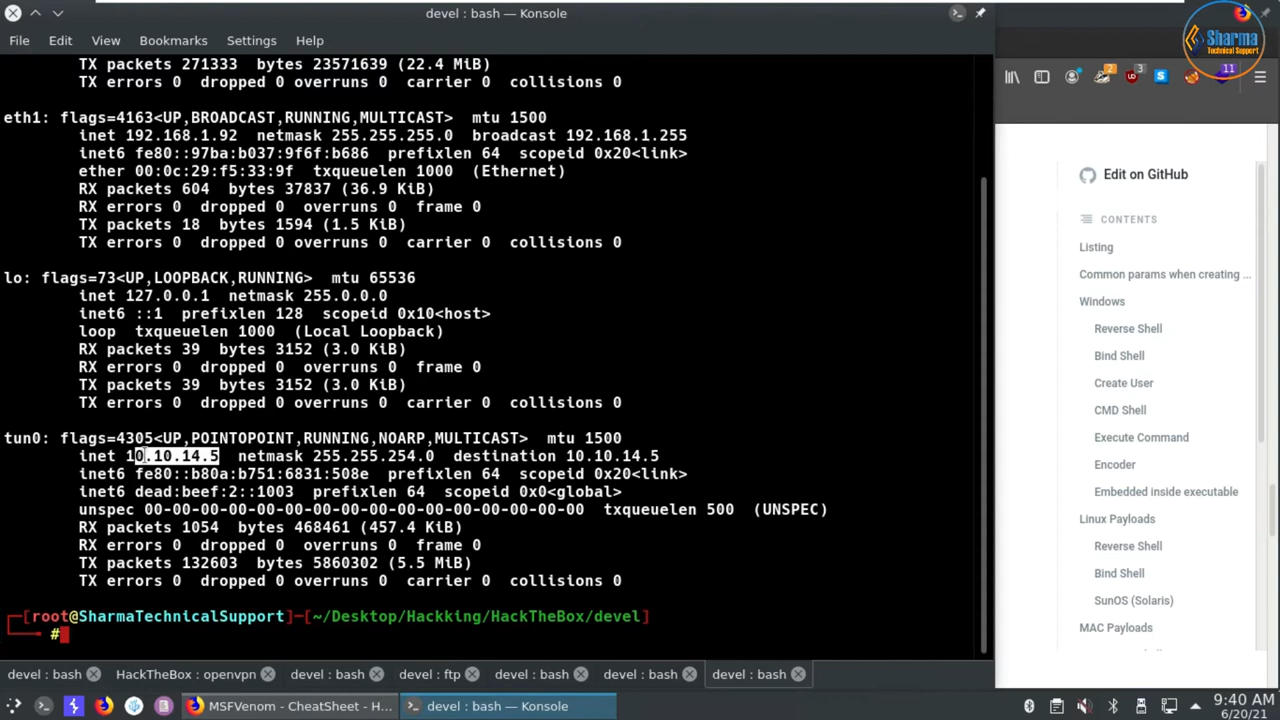 devel : bash — Konsole
File Edit View Bookmarks Settings Help
TX packets 271333 bytes 23571639 (22.4 MiB)
TX errors 0 dropped 0 overruns 0 carrier 0 collisions 0
eth1: flags=4163<UP,BROADCAST,RUNNING,MULTICAST> mtu 1500
inet 192.168.1.92 netmask 255.255.255.0 broadcast 192.168.1.255
inet6 fe80::97ba:b037:9f6f:b686 prefixlen 64 scopeid 0x20<link>
ether 00:0c:29:f5:33:9f txqueuelen 1000 (Ethernet)
RX packets 604 bytes 37837 (36.9 KiB)
RX errors 0 dropped 0 overruns 0 frame 0
TX packets 18 bytes 1594 (1.5 KiB)
TX errors 0 dropped 0 overruns 0 carrier 0 collisions 0
lo: flags=73<UP,LOOPBACK,RUNNING> mtu 65536
inet 127.0.0.1 netmask 255.0.0.0
inet6 ::1 prefixlen 128 scopeid 0x10<host>
loop txqueuelen 1000 (Local Loopback)
RX packets 39 bytes 3152 (3.0 KiB)
RX errors 0 dropped 0 overruns 0 frame 0
TX packets 39 bytes 3152 (3.0 KiB)
TX errors 0 dropped 0 overruns 0 carrier 0 collisions 0
tun0: flags=4305<UP,POINTOPOINT,RUNNING,NOARP,MULTICAST> mtu 1500
inet 10.10.14.5 netmask 255.255.254.0 destination 10.10.14.5
inet6 fe80::b80a:b751:6831:508e prefixlen 64 scopeid 0x20<link>
inet6 dead:beef:2::1003 prefixlen 64 scopeid 0x0<global>
unspec 00-00-00-00-00-00-00-00-00-00-00-00-00-00-00-00 txqueuelen 500 (UNSPEC)
RX packets 1054 bytes 468461 (457.4 KiB)
RX errors 0 dropped 0 overruns 0 frame 0
TX packets 132603 bytes 5860302 (5.5 MiB)
TX errors 0 dropped 0 overruns 0 carrier 0 collisions 0
[root@SharmaTechnicalSupport]-[~/Desktop/Hackking/HackTheBox/devel]
#
devel : bash HackTheBox : openvpn devel : bash devel : ftp devel : bash devel : bash devel : bash
Sharma
Technical Support
2 3 11
Edit on GitHub
CONTENTS
Listing
Common params when creating ...
Windows
Reverse Shell
Bind Shell
Create User
CMD Shell
Execute Command
Encoder
Embedded inside executable
Linux Payloads
Reverse Shell
Bind Shell
SunOS (Solaris)
MAC Payloads
MSFVenom - CheatSheet - H... devel : bash — Konsole
9:40 AM
6/20/21